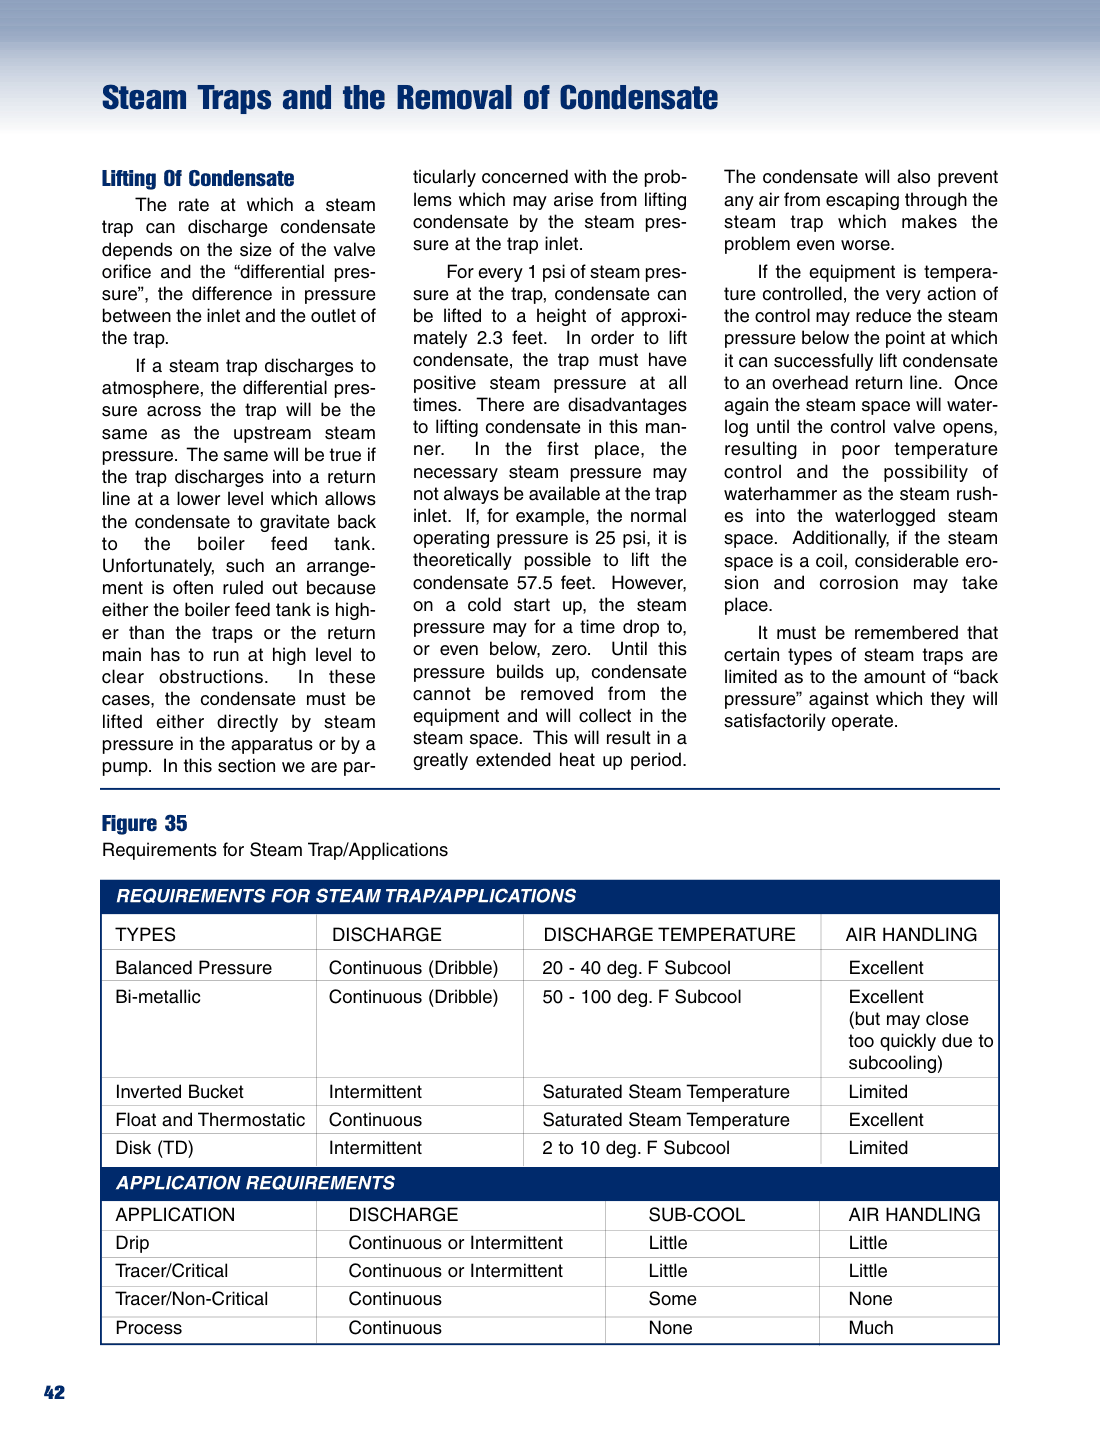 Steam Traps and the Removal of Condensate
Lifting Of Condensate
The rate at which a steam
trap can discharge condensate
depends on the size of the valve
orifice and the “differential pres-
sure”, the difference in pressure
between the inlet and the outlet of
the trap.
If a steam trap discharges to
atmosphere, the differential pres-
sure across the trap will be the
same as the upstream steam
pressure. The same will be true if
the trap discharges into a return
line at a lower level which allows
the condensate to gravitate back
to the boiler feed tank.
Unfortunately, such an arrange-
ment is often ruled out because
either the boiler feed tank is high-
er than the traps or the return
main has to run at high level to
clear obstructions. In these
cases, the condensate must be
lifted either directly by steam
pressure in the apparatus or by a
pump. In this section we are par-
ticularly concerned with the prob-
lems which may arise from lifting
condensate by the steam pres-
sure at the trap inlet.
For every 1 psi of steam pres-
sure at the trap, condensate can
be lifted to a height of approxi-
mately 2.3 feet. In order to lift
condensate, the trap must have
positive steam pressure at all
times. There are disadvantages
to lifting condensate in this man-
ner. In the first place, the
necessary steam pressure may
not always be available at the trap
inlet. If, for example, the normal
operating pressure is 25 psi, it is
theoretically possible to lift the
condensate 57.5 feet. However,
on a cold start up, the steam
pressure may for a time drop to,
or even below, zero. Until this
pressure builds up, condensate
cannot be removed from the
equipment and will collect in the
steam space. This will result in a
greatly extended heat up period.
The condensate will also prevent
any air from escaping through the
steam trap which makes the
problem even worse.
If the equipment is tempera-
ture controlled, the very action of
the control may reduce the steam
pressure below the point at which
it can successfully lift condensate
to an overhead return line. Once
again the steam space will water-
log until the control valve opens,
resulting in poor temperature
control and the possibility of
waterhammer as the steam rush-
es into the waterlogged steam
space. Additionally, if the steam
space is a coil, considerable ero-
sion and corrosion may take
place.
It must be remembered that
certain types of steam traps are
limited as to the amount of “back
pressure” against which they will
satisfactorily operate.
Figure 35
Requirements for Steam Trap/Applications
REQUIREMENTS FOR STEAM TRAP/APPLICATIONS
TYPES DISCHARGE DISCHARGE TEMPERATURE AIR HANDLING
Balanced Pressure Continuous (Dribble) 20 - 40 deg. F Subcool Excellent
Bi-metallic Continuous (Dribble) 50 - 100 deg. F Subcool Excellent
(but may close
too quickly due to
subcooling)
Inverted Bucket Intermittent Saturated Steam Temperature Limited
Float and Thermostatic Continuous Saturated Steam Temperature Excellent
Disk (TD) Intermittent 2 to 10 deg. F Subcool Limited
APPLICATION REQUIREMENTS
APPLICATION DISCHARGE SUB-COOL AIR HANDLING
Drip Continuous or Intermittent Little Little
Tracer/Critical Continuous or Intermittent Little Little
Tracer/Non-Critical Continuous Some None
Process Continuous None Much
42